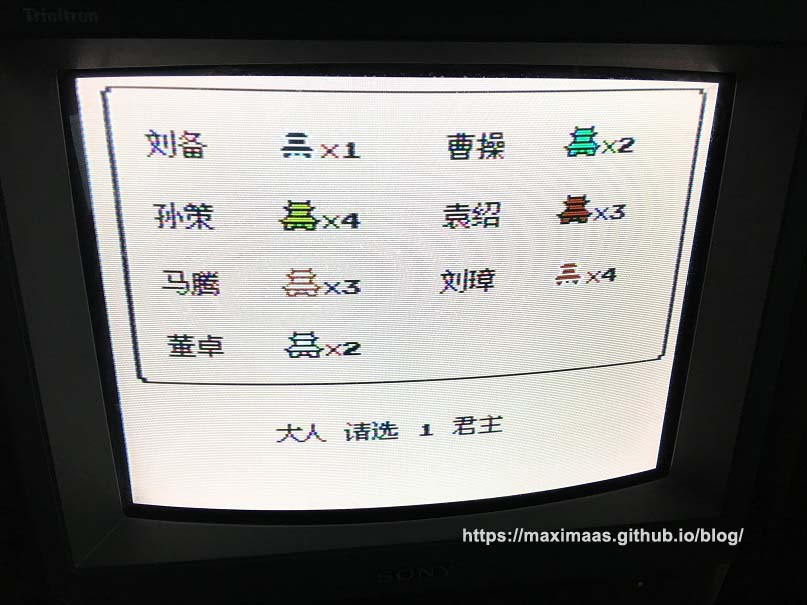 Trinitron
刘备 ×1 曹操 ×2
孙策 ×4 袁绍 ×3
马腾 ×3 刘璋 ×4
董卓 ×2
大人 请选 1 君主
https://maximaas.github.io/blog/
SONY